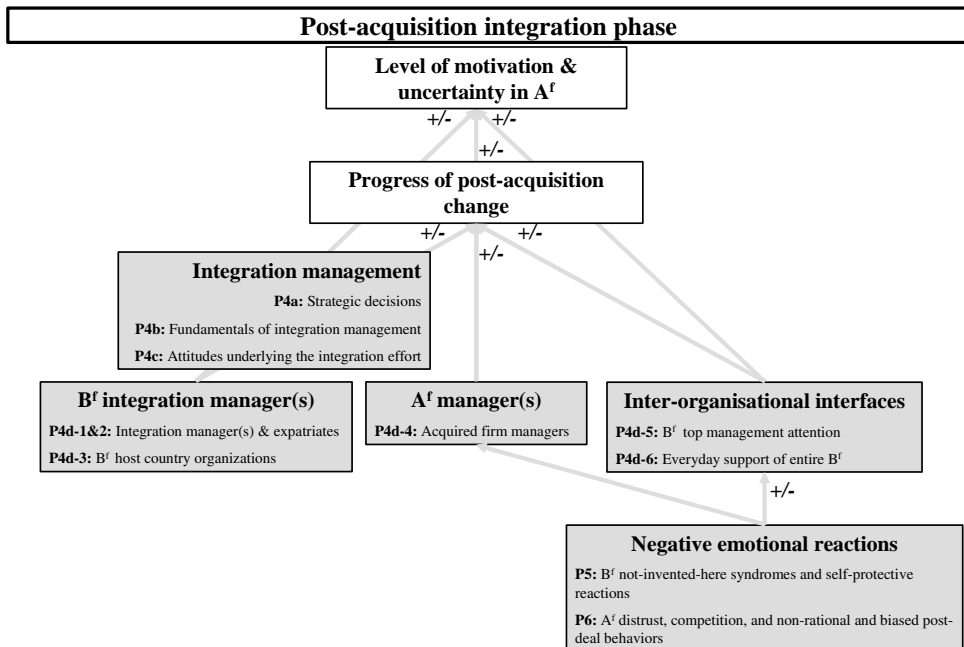 Post-acquisition integration phase
Level of motivation &
uncertainty in Aᶠ
+/-
+/-
+/-
Progress of post-acquisition
change
+/-
+/-
+/-
Integration management
P4a: Strategic decisions
P4b: Fundamentals of integration management
P4c: Attitudes underlying the integration effort
Bᶠ integration manager(s)
P4d-1&2: Integration manager(s) & expatriates
P4d-3: Bᶠ host country organizations
Aᶠ manager(s)
P4d-4: Acquired firm managers
Inter-organisational interfaces
P4d-5: Bᶠ top management attention
P4d-6: Everyday support of entire Bᶠ
+/-
Negative emotional reactions
P5: Bᶠ not-invented-here syndromes and self-protective
reactions
P6: Aᶠ distrust, competition, and non-rational and biased post-
deal behaviors